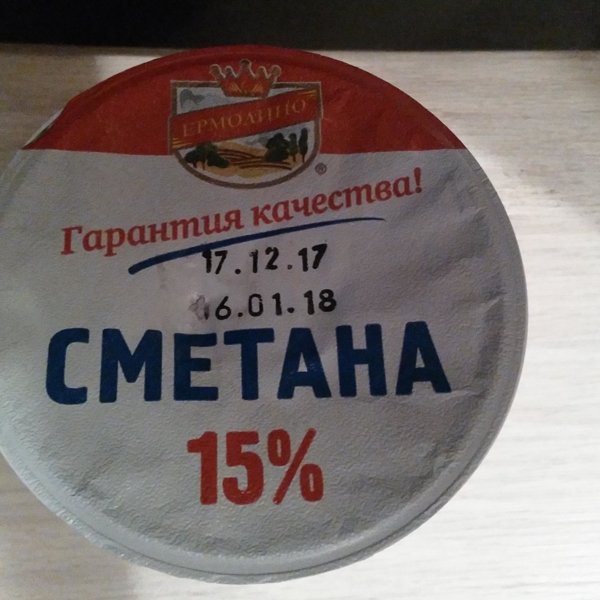 ЕРМОЛИНО
®
Гарантия качества!
17.12.17
16.01.18
СМЕТАНА
15%